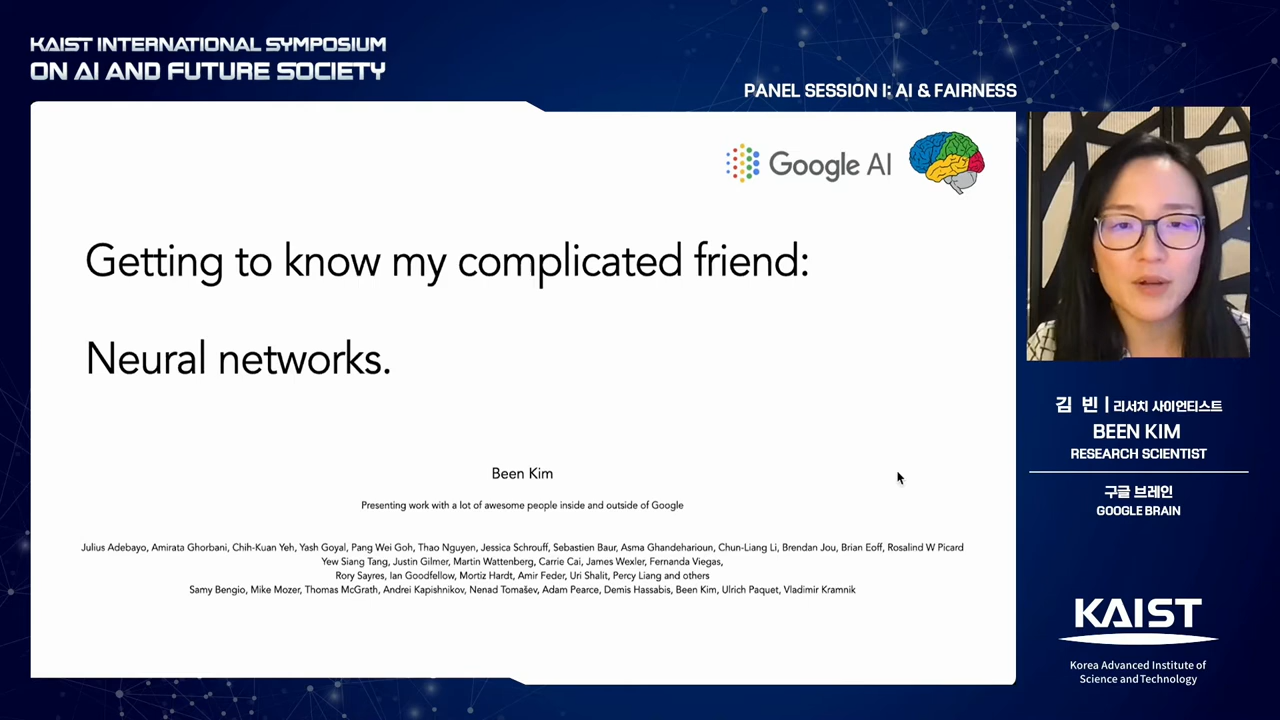 KAIST INTERNATIONAL SYMPOSIUM
ON AI AND FUTURE SOCIETY
PANEL SESSION I: AI & FAIRNESS
Google AI
Getting to know my complicated friend:
Neural networks.
Been Kim
Presenting work with a lot of awesome people inside and outside of Google
Julius Adebayo, Amirata Ghorbani, Chih-Kuan Yeh, Yash Goyal, Pang Wei Goh, Thao Nguyen, Jessica Schrouff, Sebastien Baur, Asma Ghandeharioun, Chun-Liang Li, Brendan Jou, Brian Eoff, Rosalind W Picard
Yew Siang Tang, Justin Gilmer, Martin Wattenberg, Carrie Cai, James Wexler, Fernanda Viegas,
Rory Sayres, Ian Goodfellow, Mortiz Hardt, Amir Feder, Uri Shalit, Percy Liang and others
Samy Bengio, Mike Mozer, Thomas McGrath, Andrei Kapishnikov, Nenad Tomašev, Adam Pearce, Demis Hassabis, Been Kim, Ulrich Paquet, Vladimir Kramnik
김 빈 | 리서치 사이언티스트
BEEN KIM
RESEARCH SCIENTIST
구글 브레인
GOOGLE BRAIN
KAIST
Korea Advanced Institute of
Science and Technology